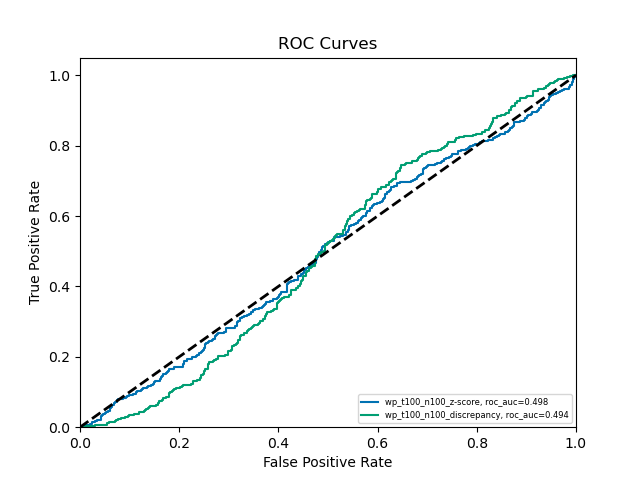 ROC Curves
True Positive Rate
1.0
0.8
0.6
0.4
0.2
0.0
wp_t100_n100_z-score, roc_auc=0.498
wp_t100_n100_discrepancy, roc_auc=0.494
0.0 0.2 0.4 0.6 0.8 1.0
False Positive Rate